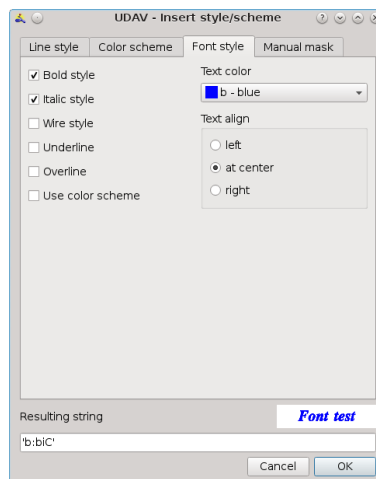 UDAV - Insert style/scheme
Line style Color scheme Font style Manual mask
Bold style
Italic style
Wire style
Underline
Overline
Use color scheme
Text color
b - blue
Text align
left
at center
right
Resulting string
Font test
'b:biC'
Cancel OK